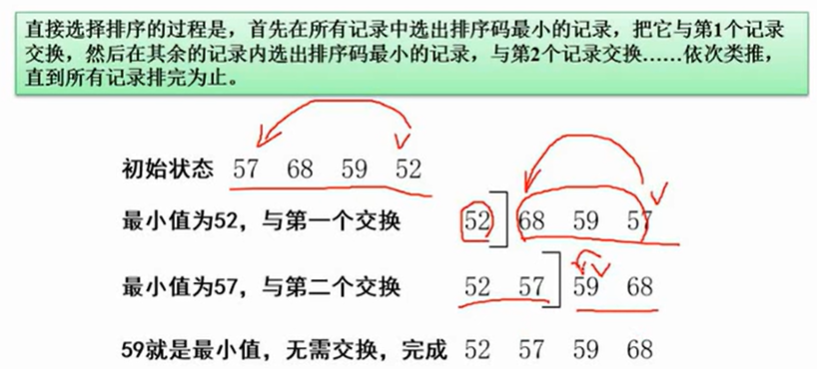 直接选择排序的过程是，首先在所有记录中选出排序码最小的记录，把它与第1个记录
交换，然后在其余的记录内选出排序码最小的记录，与第2个记录交换……依次类推，
直到所有记录排完为止。
初始状态 57 68 59 52
最小值为52，与第一个交换 52 ] 68 59 57
最小值为57，与第二个交换 52 57 ] 59 68
59就是最小值，无需交换，完成 52 57 59 68